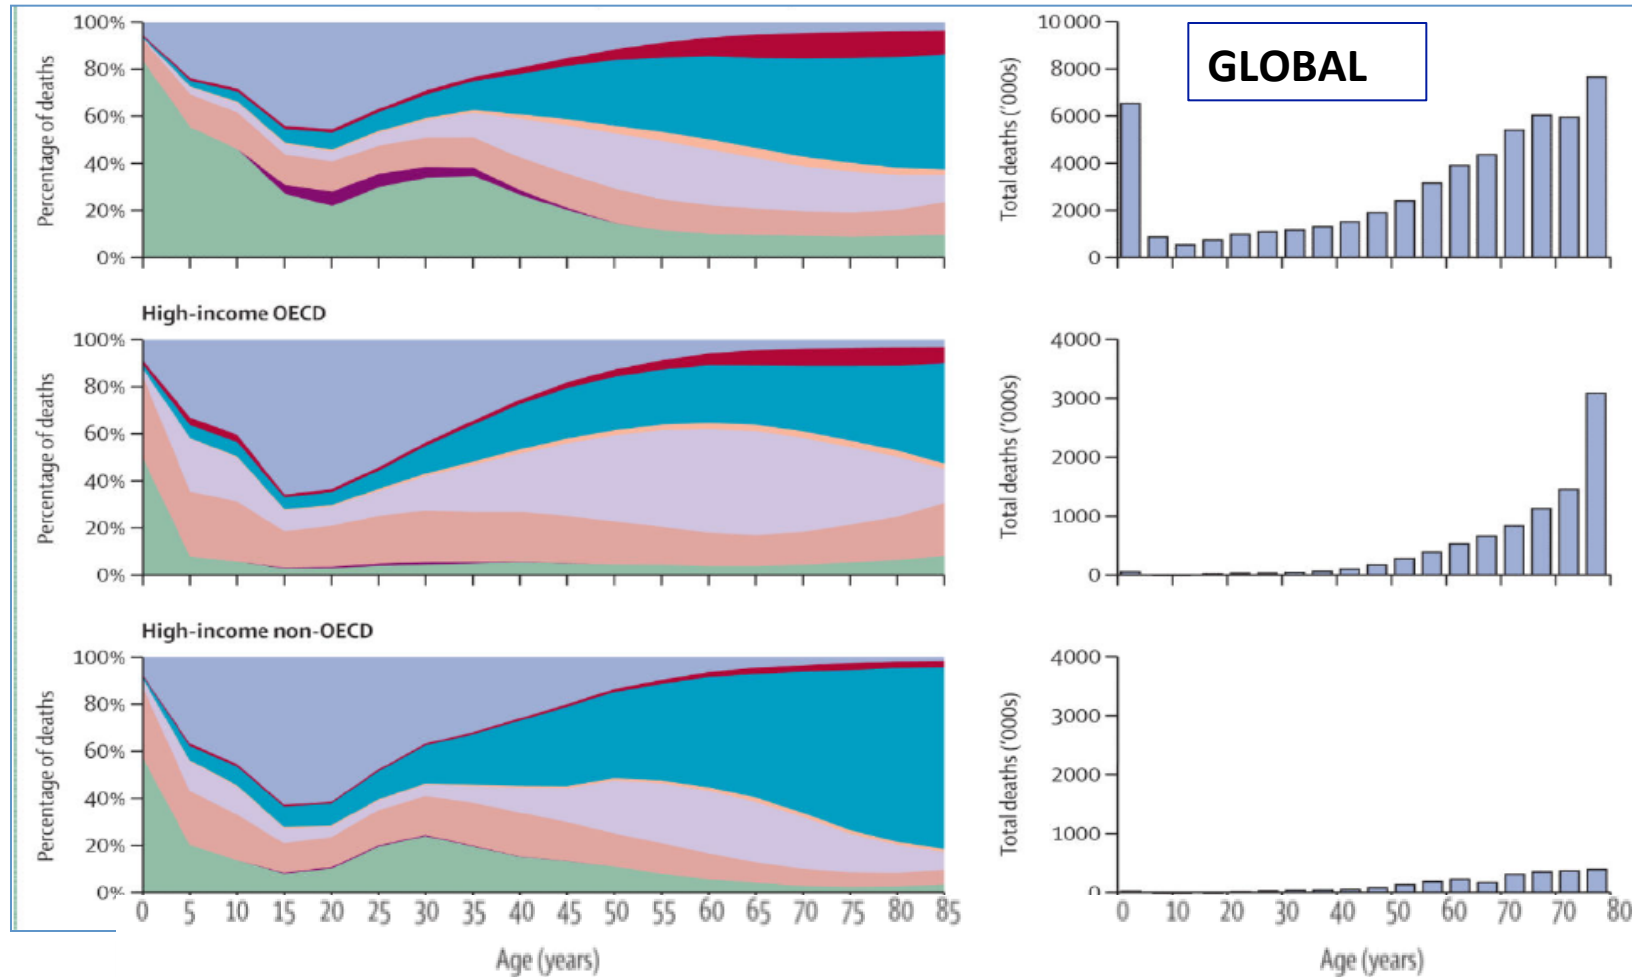 GLOBAL
Percentage of deaths
100%
80%
60%
40%
20%
0%
Total deaths ('000s)
10 000
8000
6000
4000
2000
0
High-income OECD
Percentage of deaths
100%
80%
60%
40%
20%
0%
Total deaths ('000s)
4000
3000
2000
1000
0
High-income non-OECD
Percentage of deaths
100%
80%
60%
40%
20%
0%
0 5 10 15 20 25 30 35 40 45 50 55 60 65 70 75 80 85
Age (years)
Total deaths ('000s)
4000
3000
2000
1000
0
0 10 20 30 40 50 60 70 70 80
Age (years)